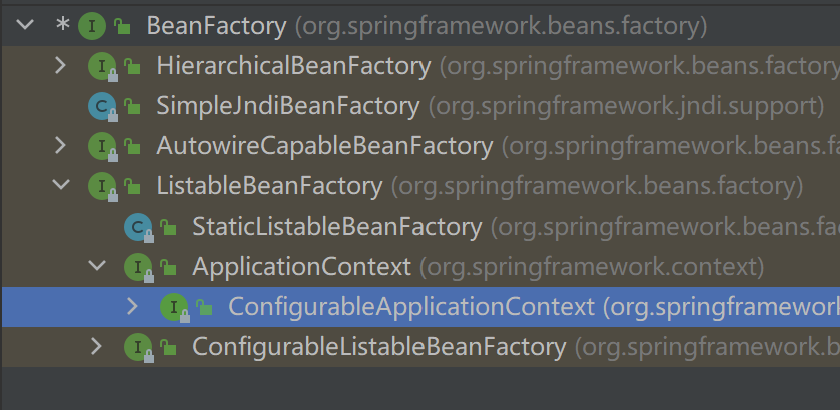 * I BeanFactory (org.springframework.beans.factory)
I HierarchicalBeanFactory (org.springframework.beans.factory
C SimpleJndiBeanFactory (org.springframework.jndi.support)
I AutowireCapableBeanFactory (org.springframework.beans.fa
I ListableBeanFactory (org.springframework.beans.factory)
C StaticListableBeanFactory (org.springframework.beans.fac
I ApplicationContext (org.springframework.context)
I ConfigurableApplicationContext (org.springframework
I ConfigurableListableBeanFactory (org.springframework.b